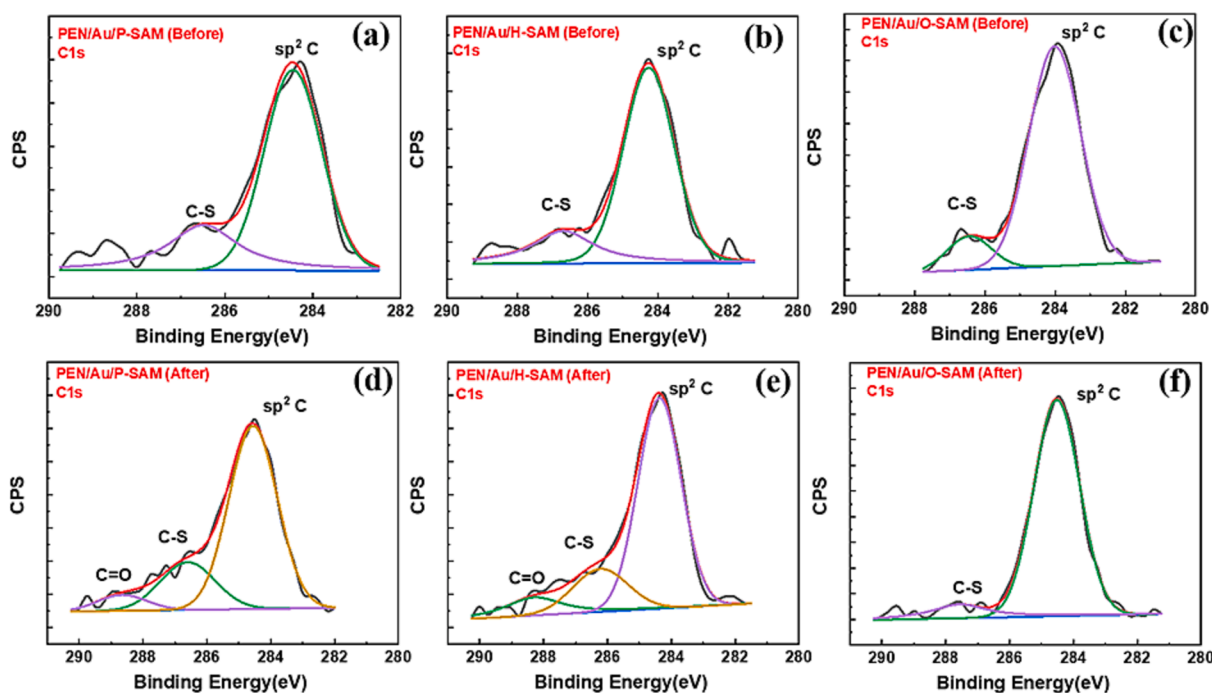 PEN/Au/P-SAM (Before)
C1s
(a)
sp² C
C-S
CPS
290 288 286 284 282
Binding Energy(eV)
PEN/Au/H-SAM (Before)
C1s
(b)
sp² C
C-S
CPS
290 288 286 284 282 280
Binding Energy(eV)
PEN/Au/O-SAM (Before)
C1s
(c)
sp² C
C-S
CPS
290 288 286 284 282 280
Binding Energy(eV)
PEN/Au/P-SAM (After)
C1s
(d)
sp² C
C-S
C=O
CPS
290 288 286 284 282 280
Binding Energy(eV)
PEN/Au/H-SAM (After)
C1s
(e)
sp² C
C-S
C=O
CPS
290 288 286 284 282 280
Binding Energy(eV)
PEN/Au/O-SAM (After)
C1s
(f)
sp² C
C-S
CPS
290 288 286 284 282 280
Binding Energy(eV)